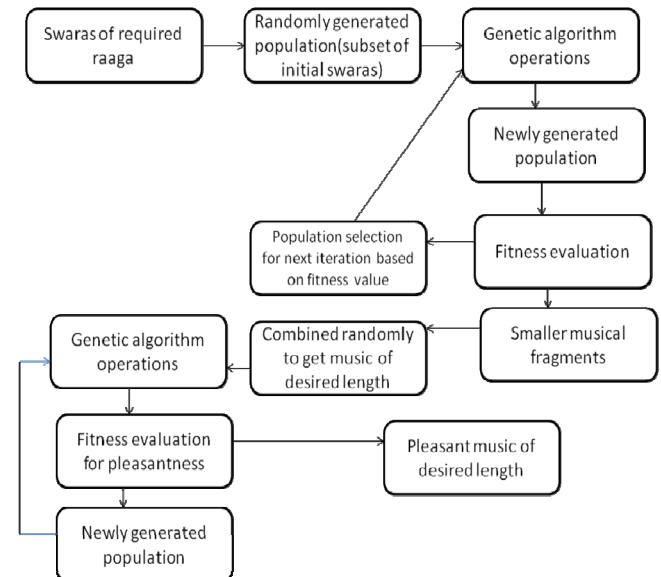 Swaras of required
raaga
Randomly generated
population(subset of
initial swaras)
Genetic algorithm
operations
Newly generated
population
Fitness evaluation
Population selection
for next iteration based
on fitness value
Smaller musical
fragments
Combined randomly
to get music of
desired length
Genetic algorithm
operations
Fitness evaluation
for pleasantness
Pleasant music of
desired length
Newly generated
population